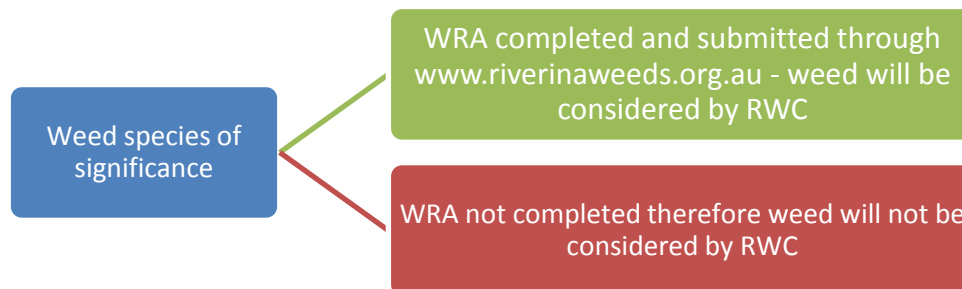 Weed species of
significance
WRA completed and submitted through
www.riverinaweeds.org.au - weed will be
considered by RWC
WRA not completed therefore weed will not be
considered by RWC